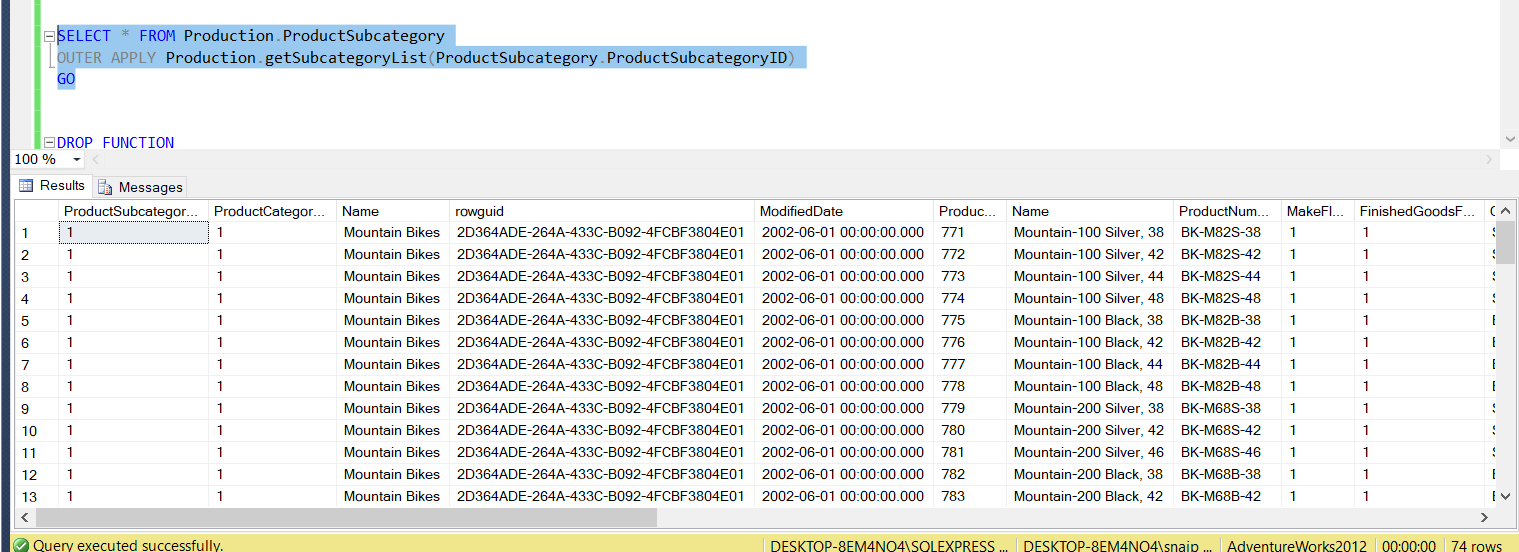 SELECT * FROM Production.ProductSubcategory
OUTER APPLY Production.getSubcategoryList(ProductSubcategory.ProductSubcategoryID)
GO
DROP FUNCTION
100 %
Results Messages
ProductSubcategor... ProductCategor... Name rowguid ModifiedDate Produc... Name ProductNum... MakeFl... FinishedGoodsF...
1 1 1 Mountain Bikes 2D364ADE-264A-433C-B092-4FCBF3804E01 2002-06-01 00:00:00.000 771 Mountain-100 Silver, 38 BK-M82S-38 1 1
2 1 1 Mountain Bikes 2D364ADE-264A-433C-B092-4FCBF3804E01 2002-06-01 00:00:00.000 772 Mountain-100 Silver, 42 BK-M82S-42 1 1
3 1 1 Mountain Bikes 2D364ADE-264A-433C-B092-4FCBF3804E01 2002-06-01 00:00:00.000 773 Mountain-100 Silver, 44 BK-M82S-44 1 1
4 1 1 Mountain Bikes 2D364ADE-264A-433C-B092-4FCBF3804E01 2002-06-01 00:00:00.000 774 Mountain-100 Silver, 48 BK-M82S-48 1 1
5 1 1 Mountain Bikes 2D364ADE-264A-433C-B092-4FCBF3804E01 2002-06-01 00:00:00.000 775 Mountain-100 Black, 38 BK-M82B-38 1 1
6 1 1 Mountain Bikes 2D364ADE-264A-433C-B092-4FCBF3804E01 2002-06-01 00:00:00.000 776 Mountain-100 Black, 42 BK-M82B-42 1 1
7 1 1 Mountain Bikes 2D364ADE-264A-433C-B092-4FCBF3804E01 2002-06-01 00:00:00.000 777 Mountain-100 Black, 44 BK-M82B-44 1 1
8 1 1 Mountain Bikes 2D364ADE-264A-433C-B092-4FCBF3804E01 2002-06-01 00:00:00.000 778 Mountain-100 Black, 48 BK-M82B-48 1 1
9 1 1 Mountain Bikes 2D364ADE-264A-433C-B092-4FCBF3804E01 2002-06-01 00:00:00.000 779 Mountain-200 Silver, 38 BK-M68S-38 1 1
10 1 1 Mountain Bikes 2D364ADE-264A-433C-B092-4FCBF3804E01 2002-06-01 00:00:00.000 780 Mountain-200 Silver, 42 BK-M68S-42 1 1
11 1 1 Mountain Bikes 2D364ADE-264A-433C-B092-4FCBF3804E01 2002-06-01 00:00:00.000 781 Mountain-200 Silver, 46 BK-M68S-46 1 1
12 1 1 Mountain Bikes 2D364ADE-264A-433C-B092-4FCBF3804E01 2002-06-01 00:00:00.000 782 Mountain-200 Black, 38 BK-M68B-38 1 1
13 1 1 Mountain Bikes 2D364ADE-264A-433C-B092-4FCBF3804E01 2002-06-01 00:00:00.000 783 Mountain-200 Black, 42 BK-M68B-42 1 1
Query executed successfully. DESKTOP-8EM4NO4\SQLEXPRESS ... DESKTOP-8EM4NO4\snaip ... AdventureWorks2012 00:00:00 74 rows